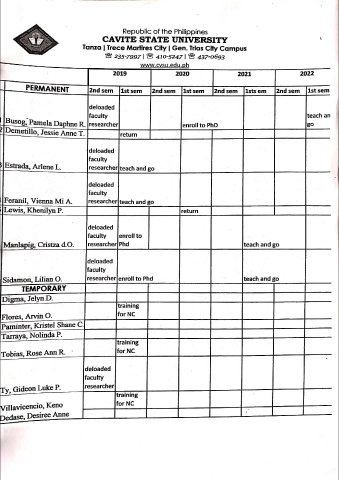 Republic of the Philippines
CAVITE STATE UNIVERSITY
Tanza | Trece Martires City | Gen. Trias City Campus
☏ 235-7997 | ☏ 410-5247 | ☏ 437-0693
www.cvsu.edu.ph
2019 2020 2021 2022
PERMANENT 2nd sem 1st sem 2nd sem 1st sem 2nd sem 1sts sem 2nd sem 1st sem
deloaded
faculty teach an
Busog, Pamela Daphne R. researcher enroll to PhD go
Demetillo, Jessie Anne T. return
deloaded
faculty
Estrada, Arlene L. researcher teach and go
deloaded
faculty
Feranil, Vienna Mi A. researcher teach and go
Lewis, Khenilyn P. return
deloaded
faculty enroll to
Manlapig, Cristza d.O. researcher Phd teach and go
deloaded
faculty
Sidamon, Lilian O. researcher enroll to Phd teach and go
TEMPORARY
Digma, Jelyn D.
training
Flores, Arvin O. for NC
Paminter, Kristel Shane C.
Tarraya, Nolinda P.
training
Tobias, Rose Ann R. for NC
deloaded
faculty
Ty, Gideon Luke P. researcher
training
Villavicencio, Keno for NC
Dedase, Desiree Anne